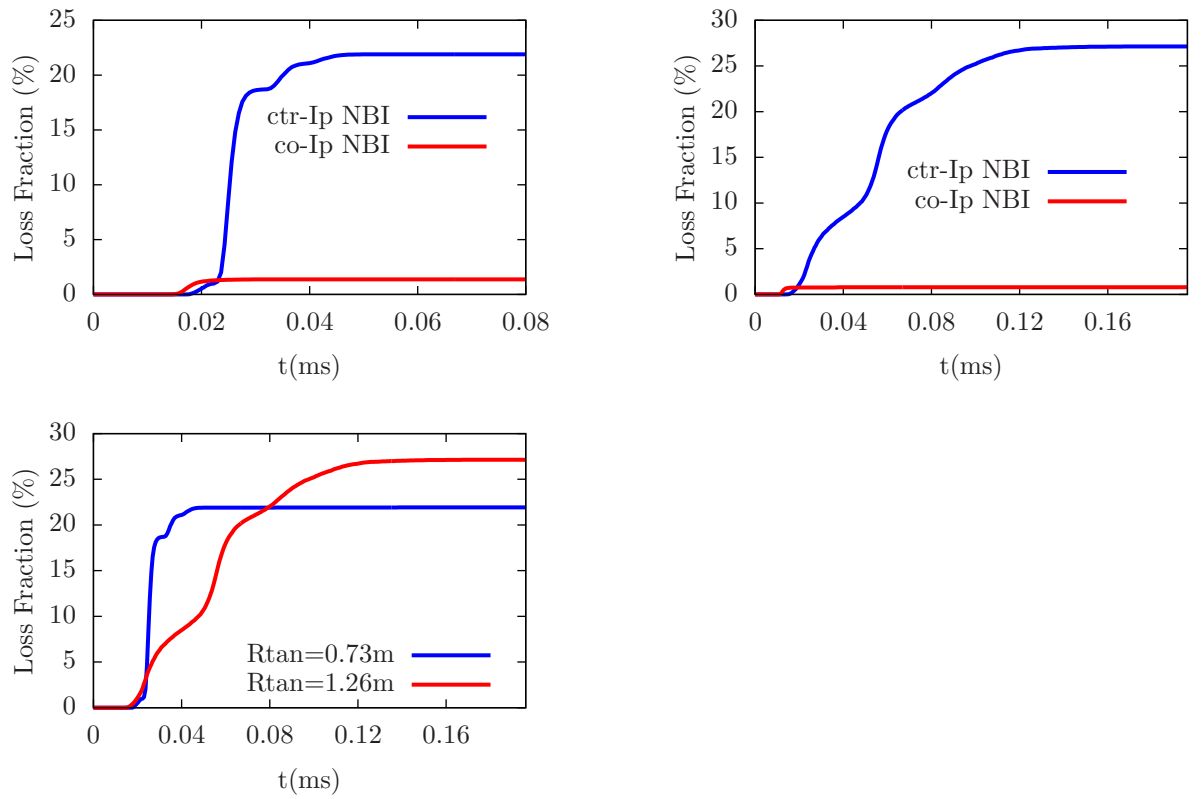 25
20
15
10
5
0
Loss Fraction (%)
ctr-Ip NBI
co-Ip NBI
0 0.02 0.04 0.06 0.08
t(ms)
30
25
20
15
10
5
0
Loss Fraction (%)
ctr-Ip NBI
co-Ip NBI
0 0.04 0.08 0.12 0.16
t(ms)
30
25
20
15
10
5
0
Loss Fraction (%)
Rtan=0.73m
Rtan=1.26m
0 0.04 0.08 0.12 0.16
t(ms)